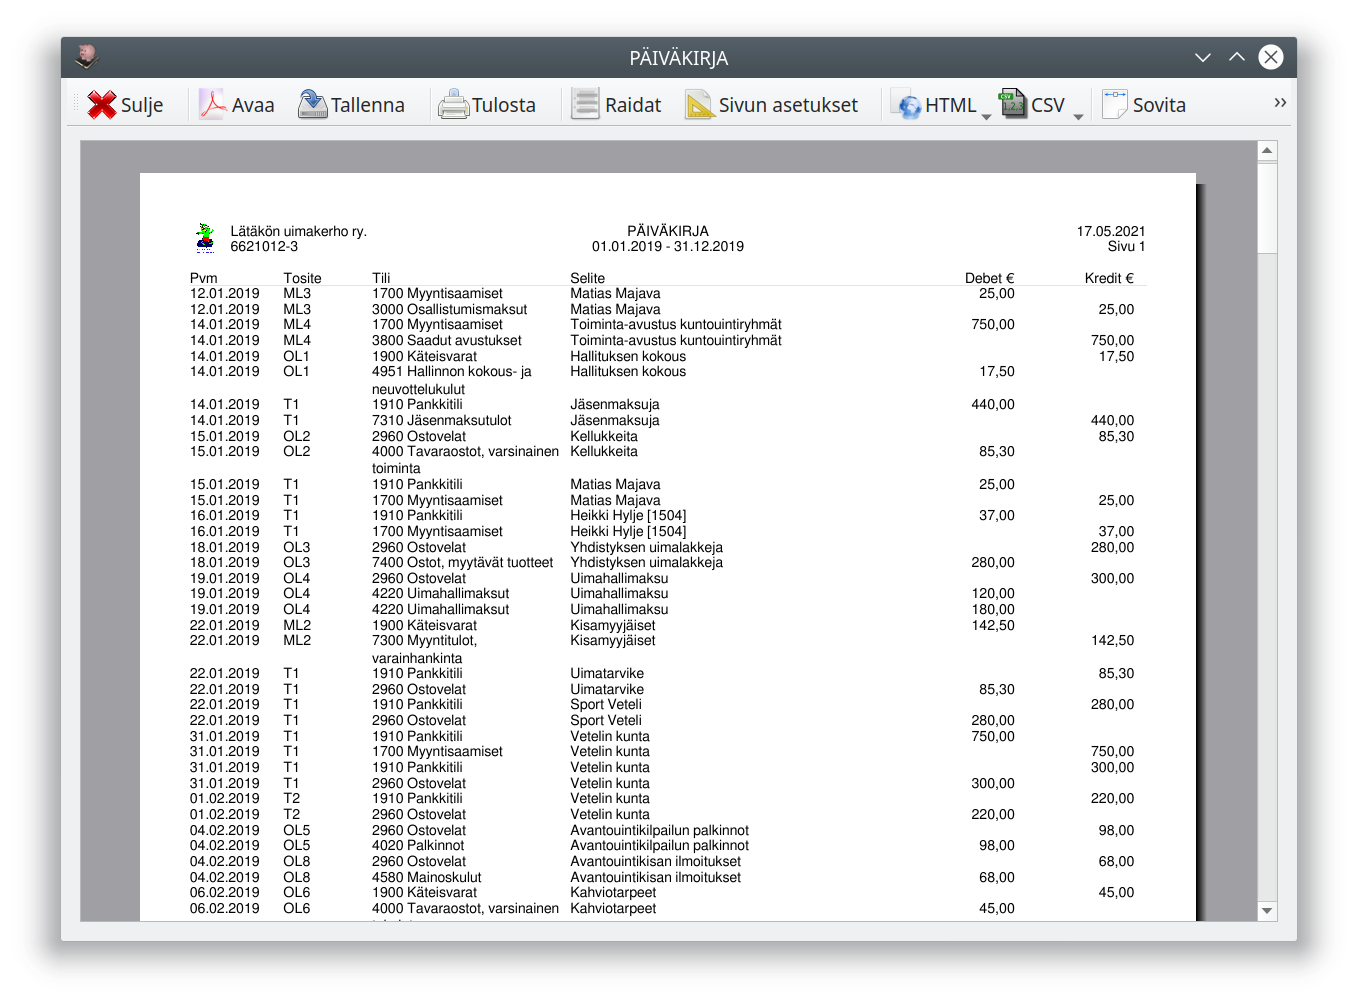 PÄIVÄKIRJA
Sulje Avaa Tallenna Tulosta Raidat Sivun asetukset HTML CSV Sovita »
Lätäkön uimakerho ry. PÄIVÄKIRJA 17.05.2021
6621012-3 01.01.2019 - 31.12.2019 Sivu 1
Pvm Tosite Tili Selite Debet € Kredit €
12.01.2019 ML3 1700 Myyntisaamiset Matias Majava 25,00
12.01.2019 ML3 3000 Osallistumismaksut Matias Majava 25,00
14.01.2019 ML4 1700 Myyntisaamiset Toiminta-avustus kuntouintiryhmät 750,00
14.01.2019 ML4 3800 Saadut avustukset Toiminta-avustus kuntouintiryhmät 750,00
14.01.2019 OL1 1900 Käteisvarat Hallituksen kokous 17,50
14.01.2019 OL1 4951 Hallinnon kokous- ja Hallituksen kokous 17,50
neuvottelukulut
14.01.2019 T1 1910 Pankkitili Jäsenmaksuja 440,00
14.01.2019 T1 7310 Jäsenmaksutulot Jäsenmaksuja 440,00
15.01.2019 OL2 2960 Ostovelat Kellukkeita 85,30
15.01.2019 OL2 4000 Tavaraostot, varsinainen Kellukkeita 85,30
toiminta
15.01.2019 T1 1910 Pankkitili Matias Majava 25,00
15.01.2019 T1 1700 Myyntisaamiset Matias Majava 25,00
16.01.2019 T1 1910 Pankkitili Heikki Hylje [1504] 37,00
16.01.2019 T1 1700 Myyntisaamiset Heikki Hylje [1504] 37,00
18.01.2019 OL3 2960 Ostovelat Yhdistyksen uimalakkeja 280,00
18.01.2019 OL3 7400 Ostot, myytävät tuotteet Yhdistyksen uimalakkeja 280,00
19.01.2019 OL4 2960 Ostovelat Uimahallimaksu 300,00
19.01.2019 OL4 4220 Uimahallimaksut Uimahallimaksu 120,00
19.01.2019 OL4 4220 Uimahallimaksut Uimahallimaksu 180,00
22.01.2019 ML2 1900 Käteisvarat Kisamyyjäiset 142,50
22.01.2019 ML2 7300 Myyntitulot, Kisamyyjäiset 142,50
varainhankinta
22.01.2019 T1 1910 Pankkitili Uimatarvike 85,30
22.01.2019 T1 2960 Ostovelat Uimatarvike 85,30
22.01.2019 T1 1910 Pankkitili Sport Veteli 280,00
22.01.2019 T1 2960 Ostovelat Sport Veteli 280,00
31.01.2019 T1 1910 Pankkitili Vetelin kunta 750,00
31.01.2019 T1 1700 Myyntisaamiset Vetelin kunta 750,00
31.01.2019 T1 1910 Pankkitili Vetelin kunta 300,00
31.01.2019 T1 2960 Ostovelat Vetelin kunta 300,00
01.02.2019 T2 1910 Pankkitili Vetelin kunta 220,00
01.02.2019 T2 2960 Ostovelat Vetelin kunta 220,00
04.02.2019 OL5 2960 Ostovelat Avantouintikilpailun palkinnot 98,00
04.02.2019 OL5 4020 Palkinnot Avantouintikilpailun palkinnot 98,00
04.02.2019 OL8 2960 Ostovelat Avantouintikisan ilmoitukset 68,00
04.02.2019 OL8 4580 Mainoskulut Avantouintikisan ilmoitukset 68,00
06.02.2019 OL6 1900 Käteisvarat Kahviotarpeet 45,00
06.02.2019 OL6 4000 Tavaraostot, varsinainen Kahviotarpeet 45,00